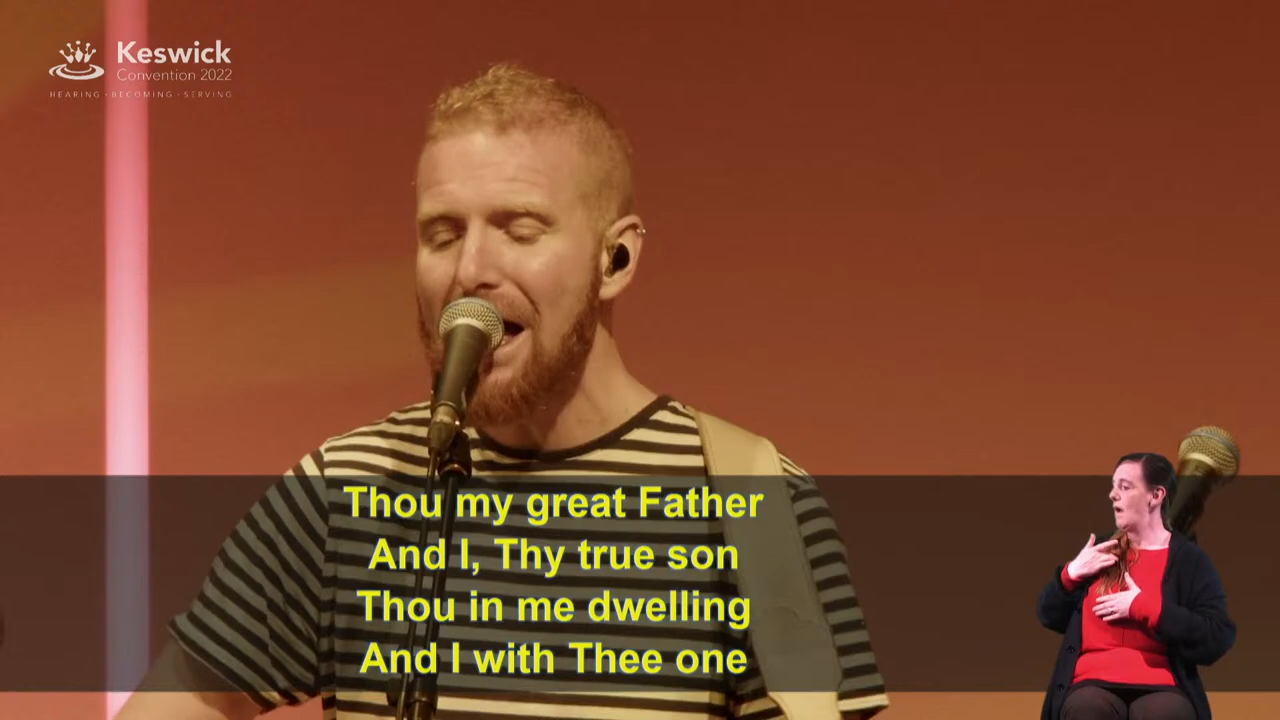 Keswick
Convention 2022
HEARING · BECOMING · SERVING
Thou my great Father
And I, Thy true son
Thou in me dwelling
And I with Thee one